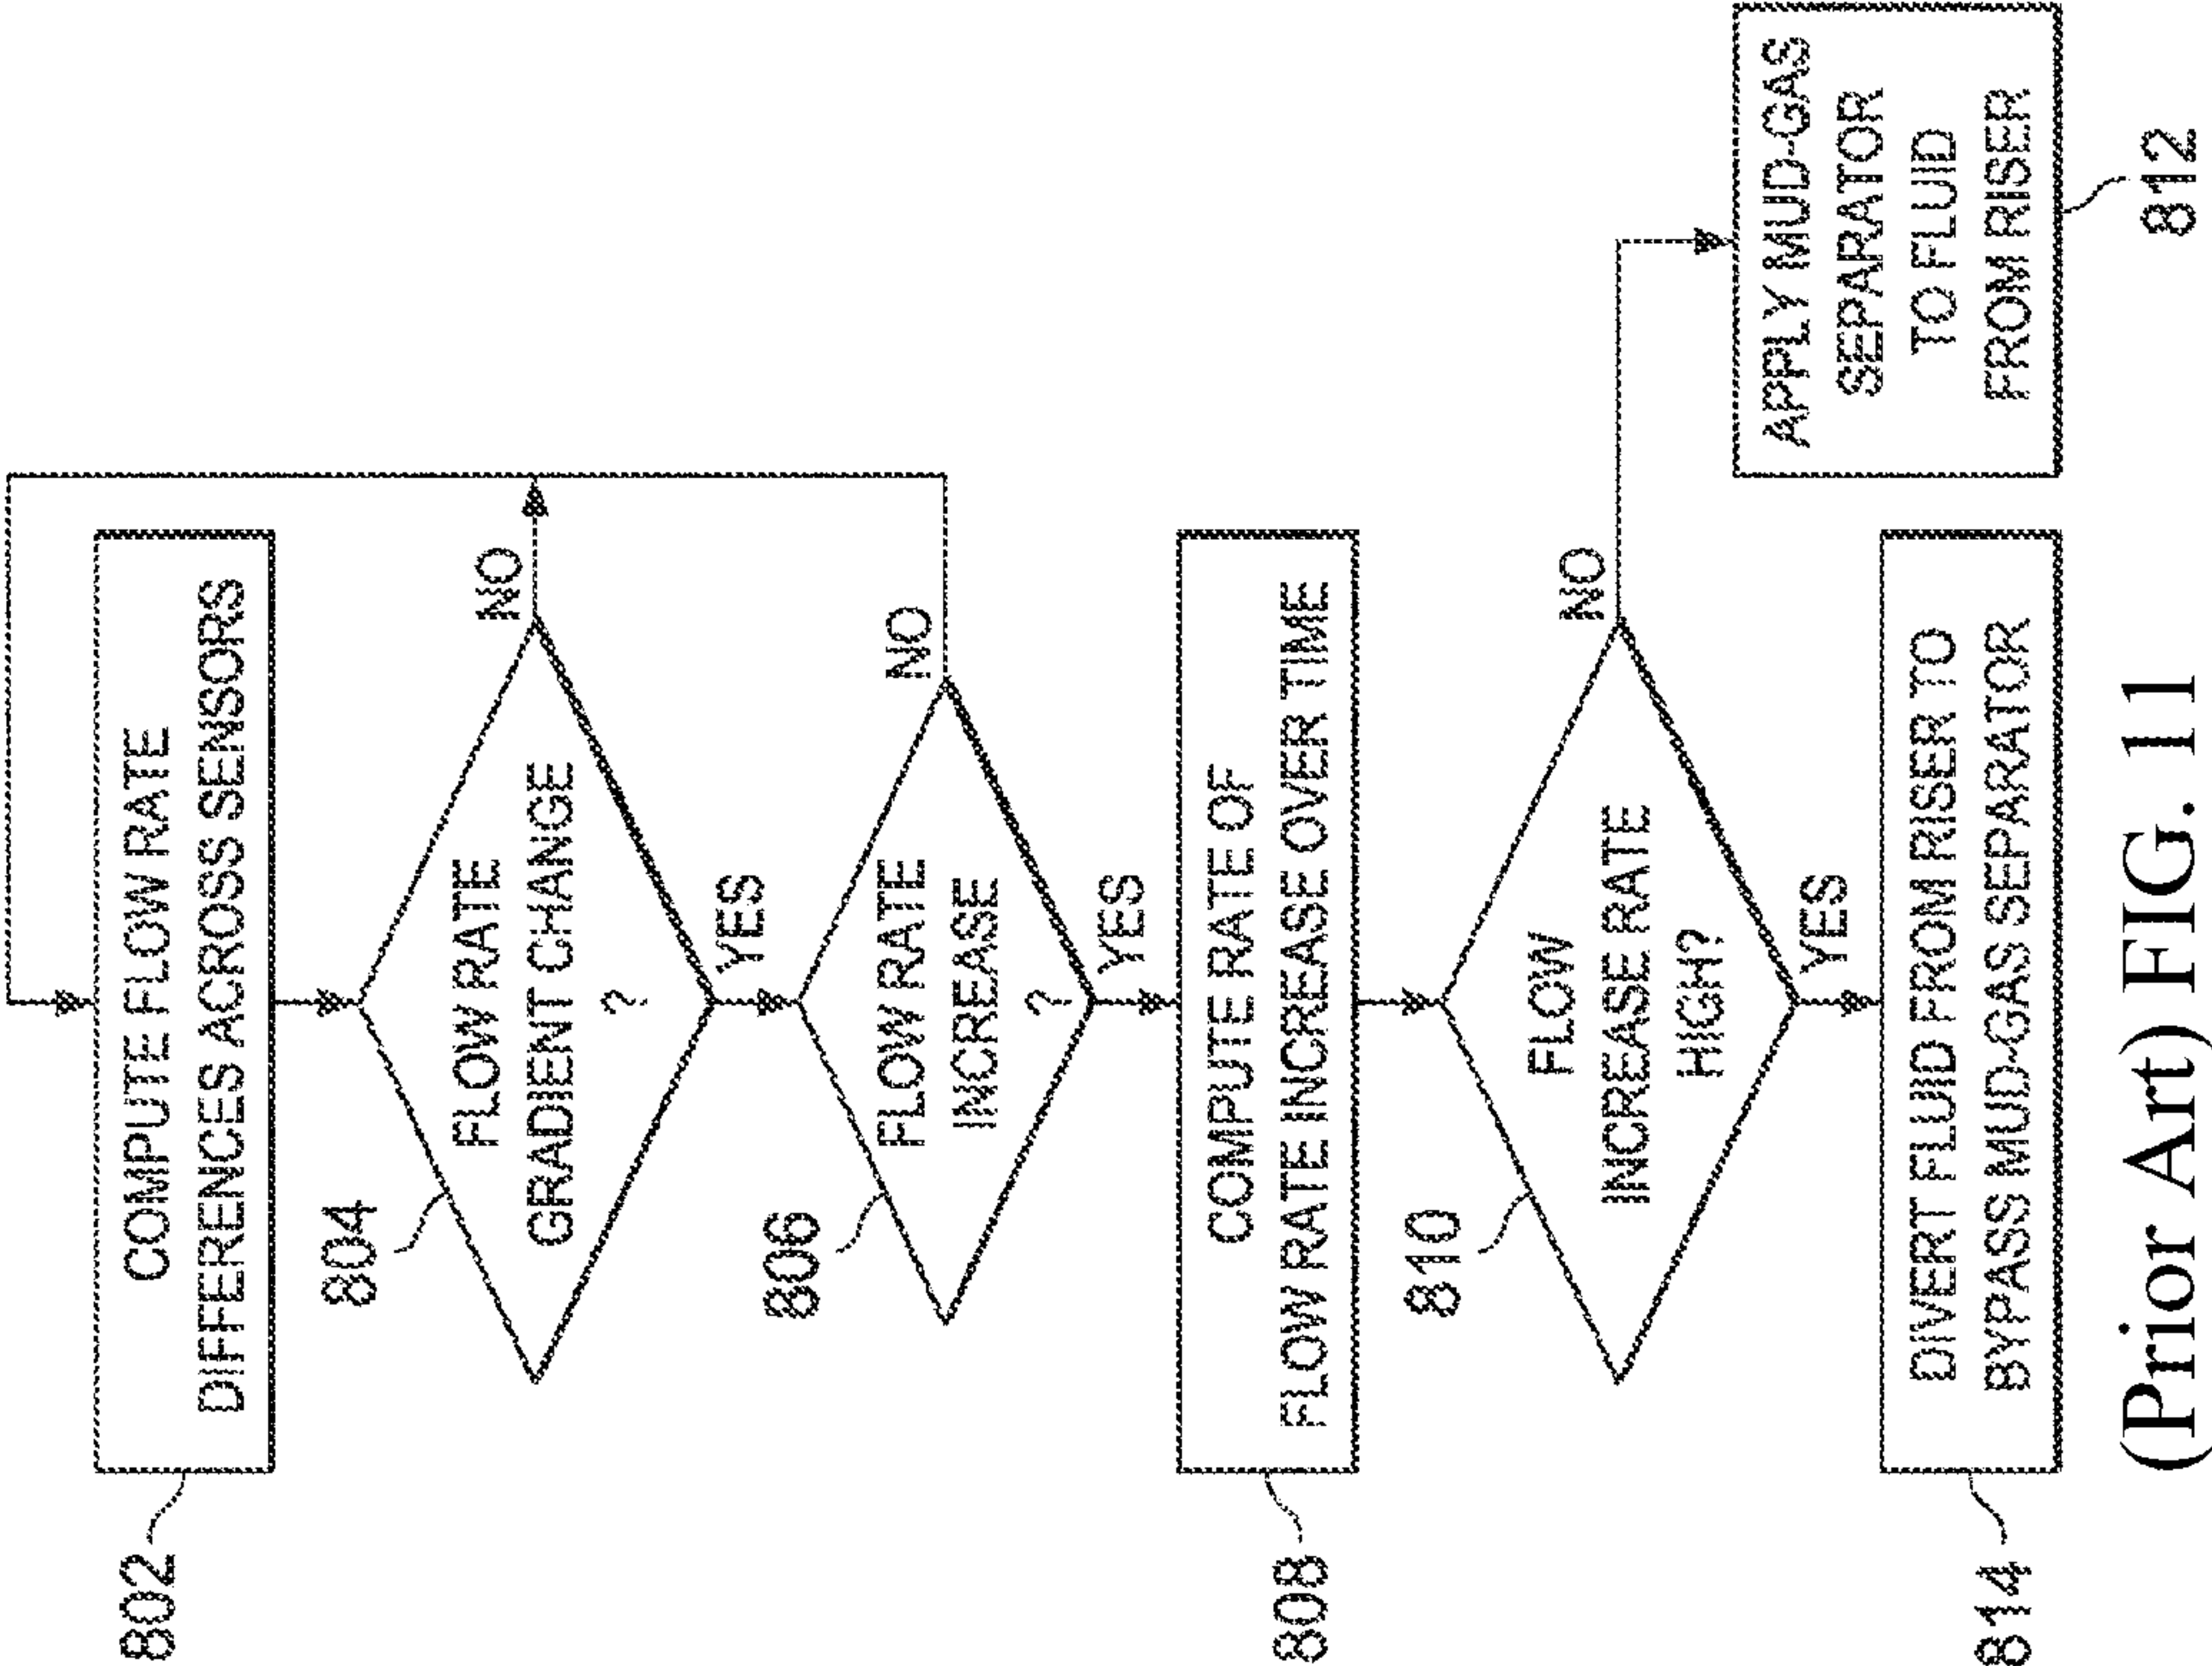 802
COMPUTE FLOW RATE
DIFFERENCES ACROSS SENSORS
804
FLOW RATE
GRADIENT CHANGE
?
NO
YES
806
FLOW RATE
INCREASE
?
NO
YES
808
COMPUTE RATE OF
FLOW RATE INCREASE OVER TIME
810
FLOW
INCREASE RATE
HIGH?
NO
YES
APPLY MUD-GAS
SEPARATOR
TO FLUID
FROM RISER
812
814
DIVERT FLUID FROM RISER TO
BYPASS MUD-GAS SEPARATOR
(Prior Art) FIG. 11